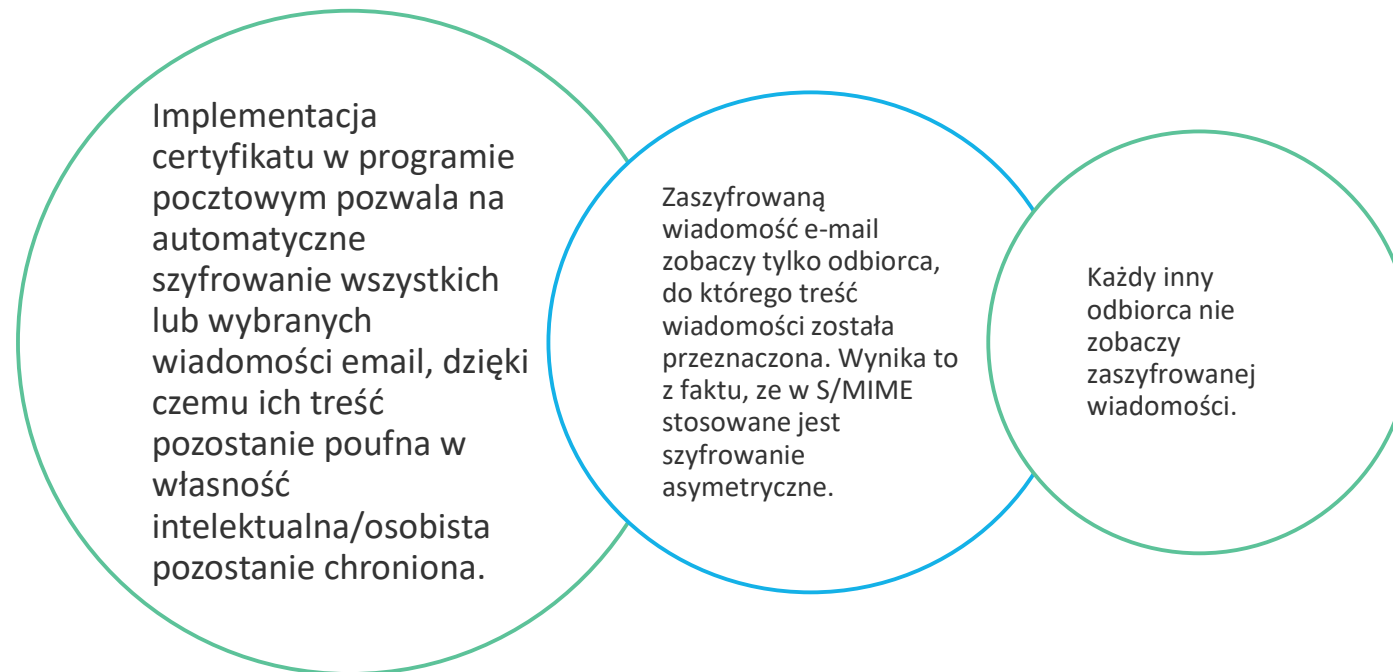 Implementacja
certyfikatu w programie
pocztowym pozwala na
automatyczne
szyfrowanie wszystkich
lub wybranych
wiadomości email, dzięki
czemu ich treść
pozostanie poufna w
własność
intelektualna/osobista
pozostanie chroniona.
Zaszyfrowaną
wiadomość e-mail
zobaczy tylko odbiorca,
do którego treść
wiadomości została
przeznaczona. Wynika to
z faktu, ze w S/MIME
stosowane jest
szyfrowanie
asymetryczne.
Każdy inny
odbiorca nie
zobaczy
zaszyfrowanej
wiadomości.